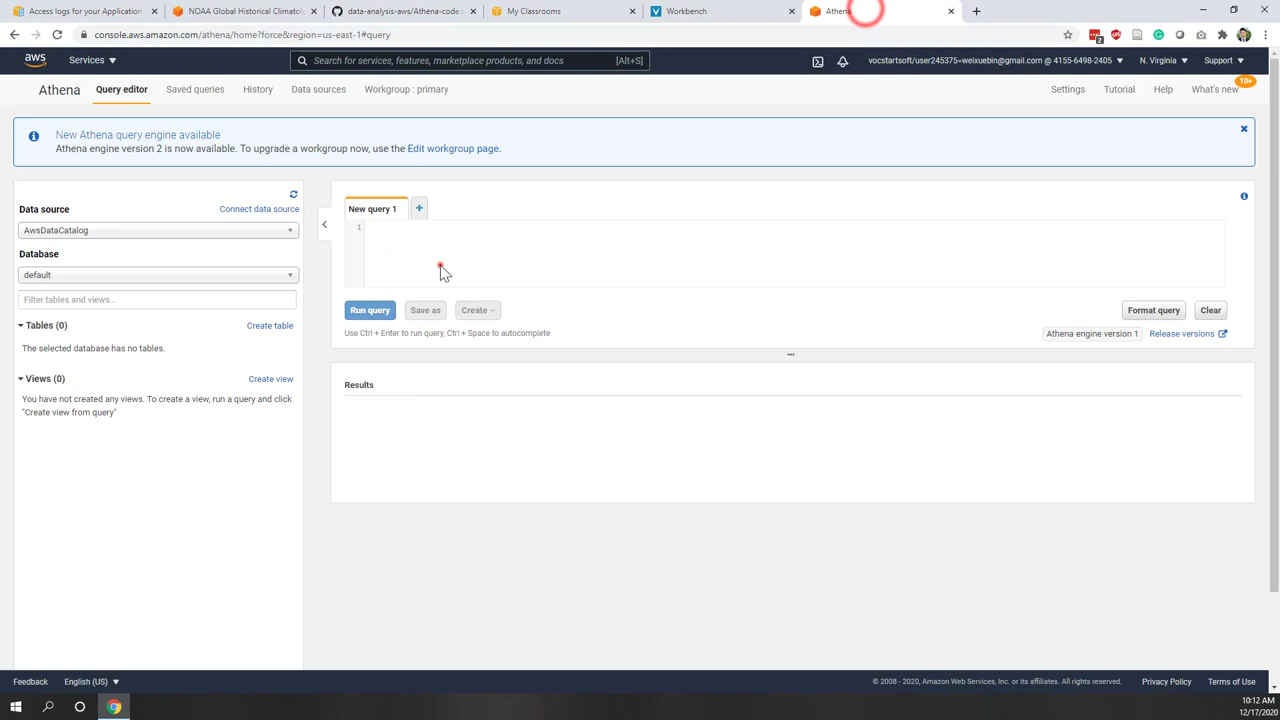 Access logs for your Application
NOAA Global Historical Climatolo
data-analysis-aws/Athena-code.s
My Classrooms
Workbench
Athena
console.aws.amazon.com/athena/home?force&region=us-east-1#query
2
aws
Services
Search for services, features, marketplace products, and docs
[Alt+S]
vocstartsoft/user245375=weixuebin@gmail.com @ 4155-6498-2405
N. Virginia
Support
Athena
Query editor
Saved queries
History
Data sources
Workgroup : primary
Settings
Tutorial
Help
What's new
10+
New Athena query engine available
Athena engine version 2 is now available. To upgrade a workgroup now, use the Edit workgroup page.
Data source
Connect data source
AwsDataCatalog
Database
default
Filter tables and views...
Tables (0)
Create table
The selected database has no tables.
Views (0)
Create view
You have not created any views. To create a view, run a query and click
"Create view from query"
New query 1
1
Run query
Save as
Create
Format query
Clear
Use Ctrl + Enter to run query, Ctrl + Space to autocomplete
Athena engine version 1
Release versions
Results
Feedback
English (US)
© 2008 - 2020, Amazon Web Services, Inc. or its affiliates. All rights reserved.
Privacy Policy
Terms of Use
10:12 AM
12/17/2020